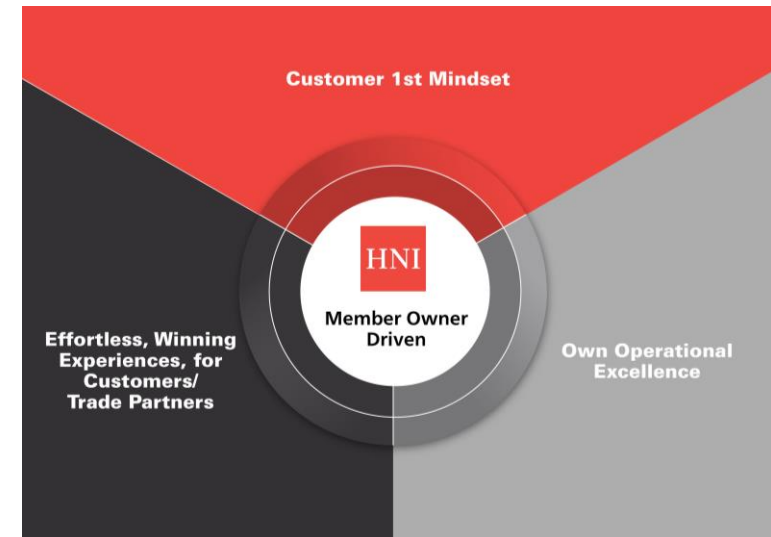 Customer 1st Mindset
HNI
Member Owner
Driven
Effortless, Winning
Experiences, for
Customers/
Trade Partners
Own Operational
Excellence